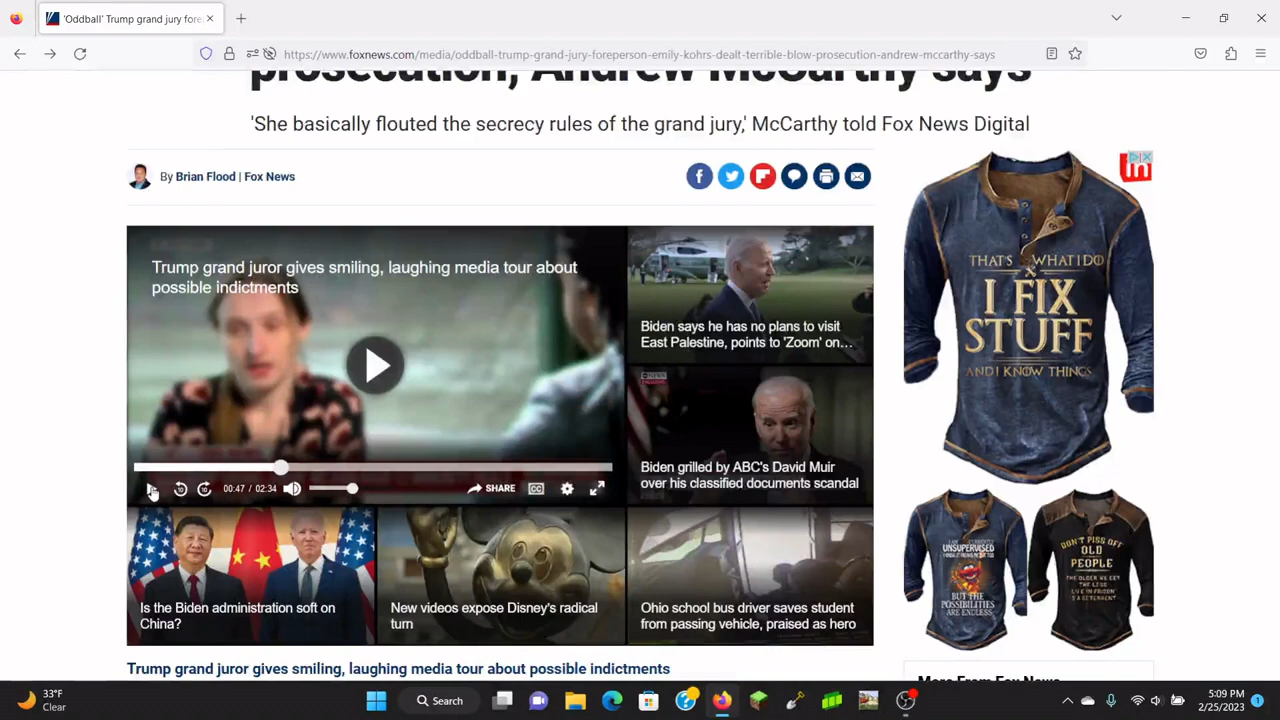 'Oddball' Trump grand jury fore
https://www.foxnews.com/media/oddball-trump-grand-jury-foreperson-emily-kohrs-dealt-terrible-blow-prosecution-andrew-mccarthy-says
prosecution, Andrew McCarthy says
'She basically flouted the secrecy rules of the grand jury,' McCarthy told Fox News Digital
By Brian Flood | Fox News
Trump grand juror gives smiling, laughing media tour about
possible indictments
00:47 / 02:34
SHARE
CC
Biden says he has no plans to visit
East Palestine, points to 'Zoom' on...
Biden grilled by ABC's David Muir
over his classified documents scandal
Is the Biden administration soft on
China?
New videos expose Disney's radical
turn
Ohio school bus driver saves student
from passing vehicle, praised as hero
Trump grand juror gives smiling, laughing media tour about possible indictments
THAT'S WHAT I DO
I FIX
STUFF
AND I KNOW THINGS
UNSUPERVISED
BUT THE
POSSIBILITIES
ARE ENDLESS
DON'T PISS OFF
OLD
PEOPLE
THE OLDER WE GET
THE LESS
LIFE IN PRISON
IS A DETERRENT
More From Fox News
33°F
Clear
Search
5:09 PM
2/25/2023